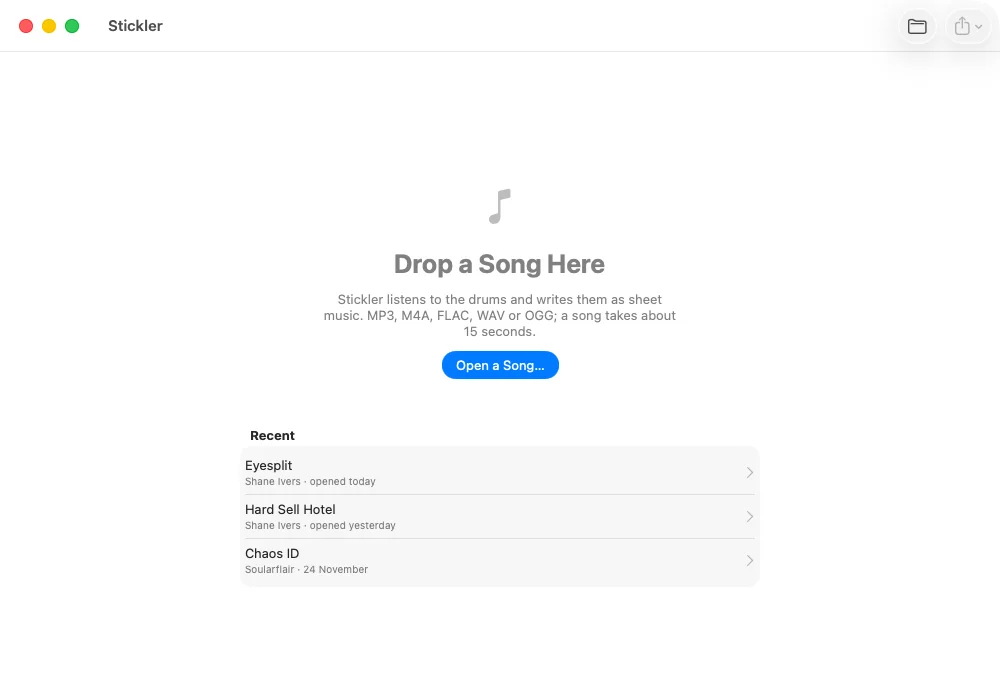 Stickler
Drop a Song Here
Stickler listens to the drums and writes them as sheet
music. MP3, M4A, FLAC, WAV or OGG; a song takes about
15 seconds.
Open a Song...
Recent
Eyesplit
Shane Ivers · opened today
Hard Sell Hotel
Shane Ivers · opened yesterday
Chaos ID
Soularflair · 24 November